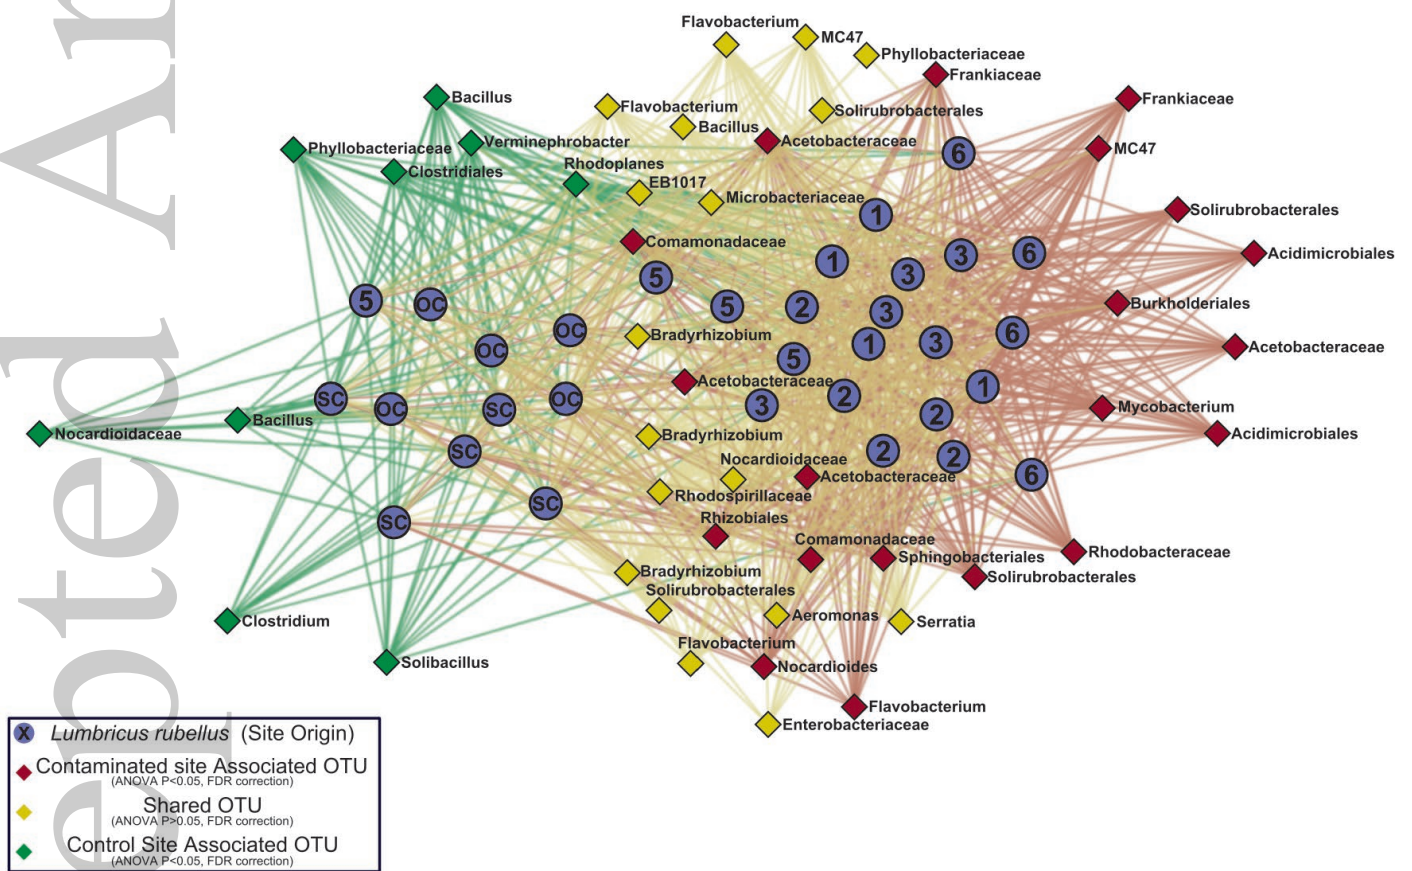 Flavobacterium
MC47
Phyllobacteriaceae
Frankiaceae
Bacillus
Frankiaceae
Flavobacterium
Solirubrobacterales
Bacillus
Phyllobacteriaceae
Verminephrobacter
Acetobacteraceae
MC47
6
Clostridiales
Rhodoplanes
EB1017
Microbacteriaceae
1
Solirubrobacterales
Comamonadaceae
1
3
6
Acidimicrobiales
5
3
5
OC
5
2
3
Burkholderiales
OC
OC
Bradyrhizobium
5
1
3
6
Acetobacteraceae
Acetobacteraceae
1
SC
OC
SC
OC
3
2
2
Mycobacterium
Nocardioidaceae
Bacillus
Bradyrhizobium
Acidimicrobiales
SC
Nocardioidaceae
2
2
Acetobacteraceae
6
SC
SC
Rhodospirillaceae
Rhizobiales
Comamonadaceae
Sphingobacteriales
Rhodobacteraceae
Bradyrhizobium
Solirubrobacterales
Solirubrobacterales
Clostridium
Aeromonas
Serratia
Flavobacterium
Solibacillus
Nocardioides
Flavobacterium
Enterobacteriaceae
X Lumbricus rubellus (Site Origin)
Contaminated site Associated OTU
(ANOVA P<0.05, FDR correction)
Shared OTU
(ANOVA P>0.05, FDR correction)
Control Site Associated OTU
(ANOVA P<0.05, FDR correction)
epted Ar